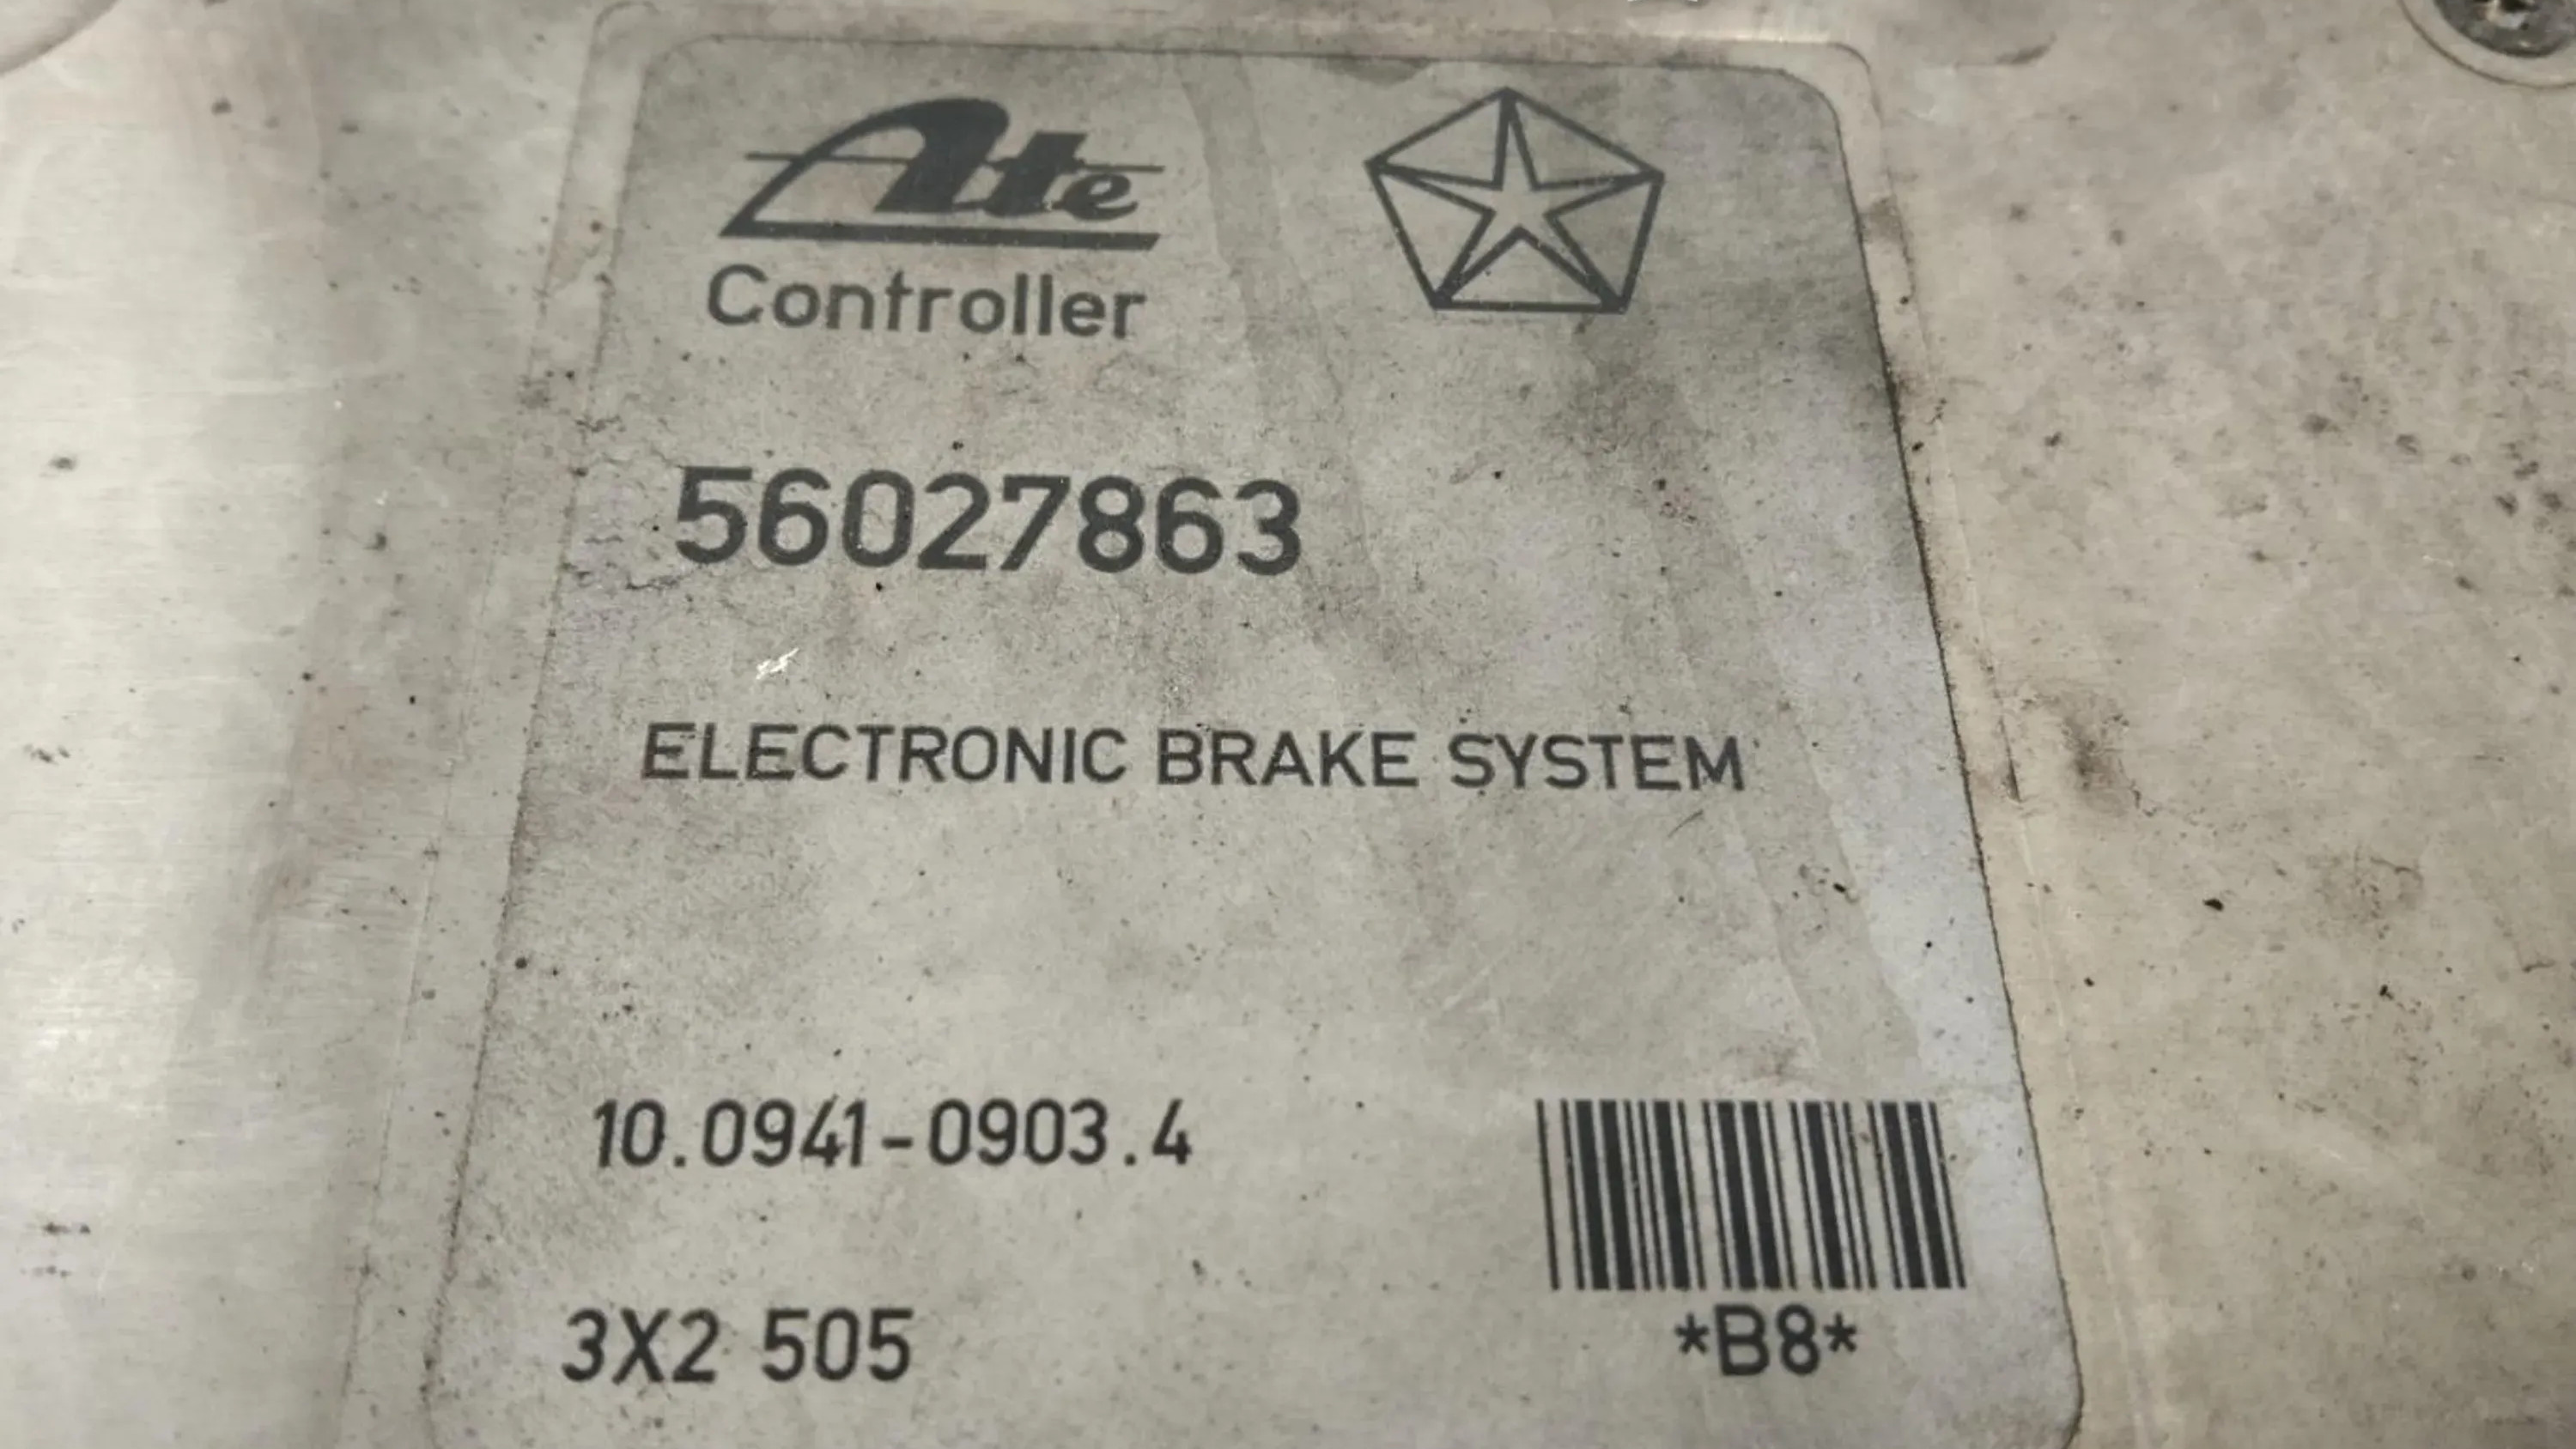 Ate
Controller
56027863
ELECTRONIC BRAKE SYSTEM
10.0941-0903.4
3X2 505
*B8*